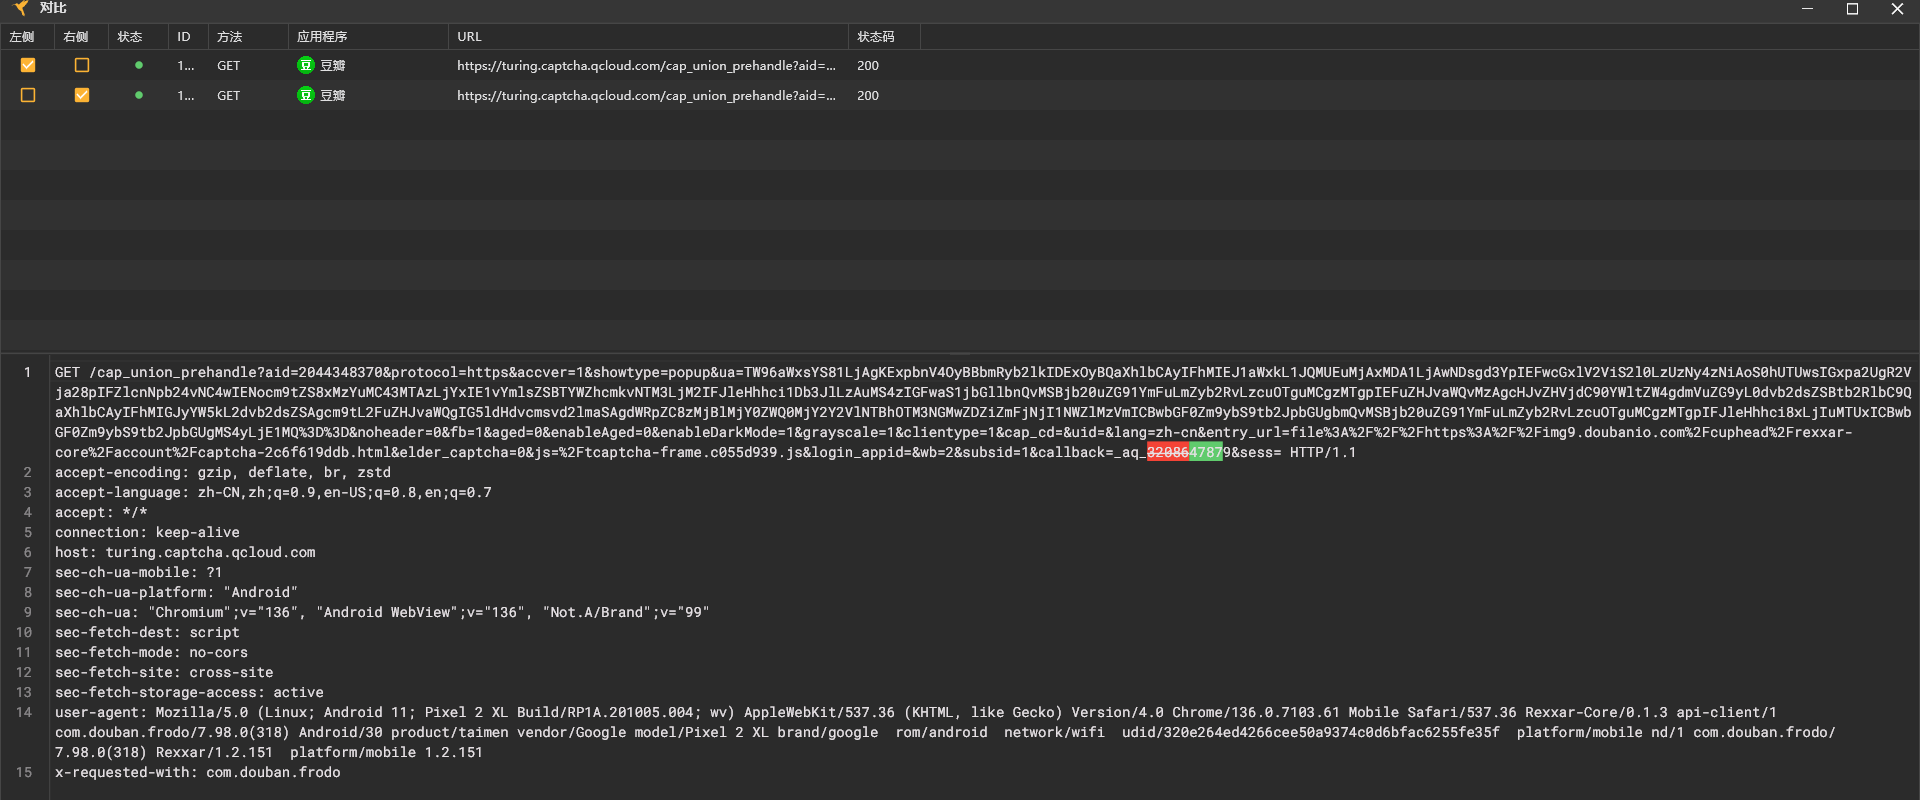 对比
左侧 右侧 状态 ID 方法 应用程序 URL 状态码
1... GET 豆瓣 https://turing.captcha.qcloud.com/cap_union_prehandle?aid=... 200
1... GET 豆瓣 https://turing.captcha.qcloud.com/cap_union_prehandle?aid=... 200
1 GET /cap_union_prehandle?aid=2044348370&protocol=https&accver=1&showtype=popup&ua=TW96aWxsYS81LjAgKExpbnV4OyBBbmRyb2lkIDExOyBQaXhlbCAyIFhMIEJ1aWxkL1JQMUEuMjAxMDA1LjAwNDsgd3YpIEFwcGxlV2ViS2l0LzUzNy4zNiAoS0hUTUwsIGxpa2UgR2V
ja28pIFZlcnNpb24vNC4wIENocm9tZS8xMzYuMC43MTAzLjYxIE1vYmlsZSBTYWZhcmkvNTM3LjM2IFJleHhhci1Db3JlLzAuMS4zIGFwaS1jbGllbnQvMSBjb20uZG91YmFuLmZyb2RvLzcuOTguMCgzMTgpIEFuZHJvaWQvMzAgcHJvZHVjdC90YWltZW4gdmVuZG9yL0dvb2dsZSBtb2RlbC9Q
aXhlbCAyIFhMIGJyYW5kL2dvb2dsZSAgcm9tL2FuZHJvaWQgIG5ldHdvcmsvd2lmaSAgdWRpZC8zMjBlMjY0ZWQ0MjY2Y2VlNTBhOTM3NGMwZDZiZmFjNjI1NWZlMzVmICBwbGF0Zm9ybS9tb2JpbGUgbmQvMSBjb20uZG91YmFuLmZyb2RvLzcuOTguMCgzMTgpIFJleHhhci8xLjIuMTUxICBwb
GF0Zm9ybS9tb2JpbGUgMS4yLjE1MQ%3D%3D&noheader=0&fb=1&aged=0&enableAged=0&enableDarkMode=1&grayscale=1&clientype=1&cap_cd=&uid=&lang=zh-cn&entry_url=file%3A%2F%2F%2Fhttps%3A%2F%2Fimg9.doubanio.com%2Fcuphead%2Frexxar-
core%2Faccount%2Fcaptcha-2c6f619ddb.html&elder_captcha=0&js=%2Ftcaptcha-frame.c055d939.js&login_appid=&wb=2&subsid=1&callback=_aq_3208647879&sess= HTTP/1.1
2 accept-encoding: gzip, deflate, br, zstd
3 accept-language: zh-CN,zh;q=0.9,en-US;q=0.8,en;q=0.7
4 accept: */*
5 connection: keep-alive
6 host: turing.captcha.qcloud.com
7 sec-ch-ua-mobile: ?1
8 sec-ch-ua-platform: "Android"
9 sec-ch-ua: "Chromium";v="136", "Android WebView";v="136", "Not.A/Brand";v="99"
10 sec-fetch-dest: script
11 sec-fetch-mode: no-cors
12 sec-fetch-site: cross-site
13 sec-fetch-storage-access: active
14 user-agent: Mozilla/5.0 (Linux; Android 11; Pixel 2 XL Build/RP1A.201005.004; wv) AppleWebKit/537.36 (KHTML, like Gecko) Version/4.0 Chrome/136.0.7103.61 Mobile Safari/537.36 Rexxar-Core/0.1.3 api-client/1
com.douban.frodo/7.98.0(318) Android/30 product/taimen vendor/Google model/Pixel 2 XL brand/google  rom/android  network/wifi  udid/320e264ed4266cee50a9374c0d6bfac6255fe35f  platform/mobile nd/1 com.douban.frodo/
7.98.0(318) Rexxar/1.2.151  platform/mobile 1.2.151
15 x-requested-with: com.douban.frodo